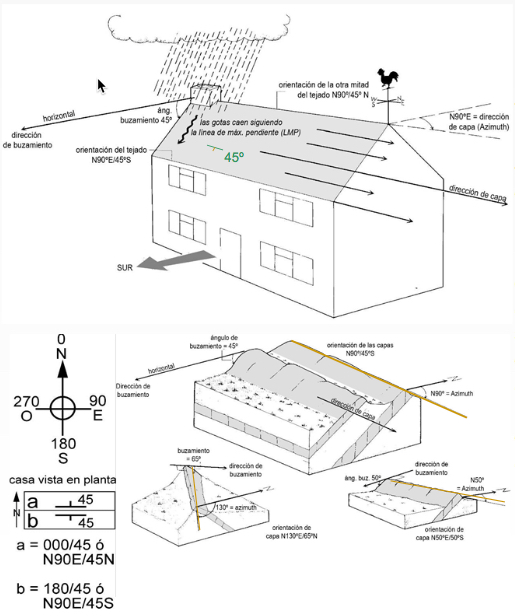 orientación de la otra mitad
del tejado N90º/45º N
N
W
S
E
áng.
buzamiento 45º
horizontal
las gotas caen siguiendo
la línea de máx. pendiente (LMP)
N90ºE = dirección
de capa (Azimuth)
dirección
de buzamiento
orientación del tejado
N90ºE/45ºS
45º
dirección de capa
SUR
0
N
270
90
O
E
180
S
casa vista en planta
N
a
45
b
45
a = 000/45 ó
N90E/45N
b = 180/45 ó
N90E/45S
ángulo de
buzamiento = 45º
orientación de las capas
N90º/45ºS
horizontal
N
Dirección de
buzamiento
N90º = Azimuth
dirección de capa
buzamiento
= 65º
dirección de
buzamiento
N
130º = azimuth
orientación de
capa N130ºE/65ºN
dirección de
buzamiento
áng. buz. 50º
N
N50º
= Azimuth
orientación de
capa N50ºE/50ºS